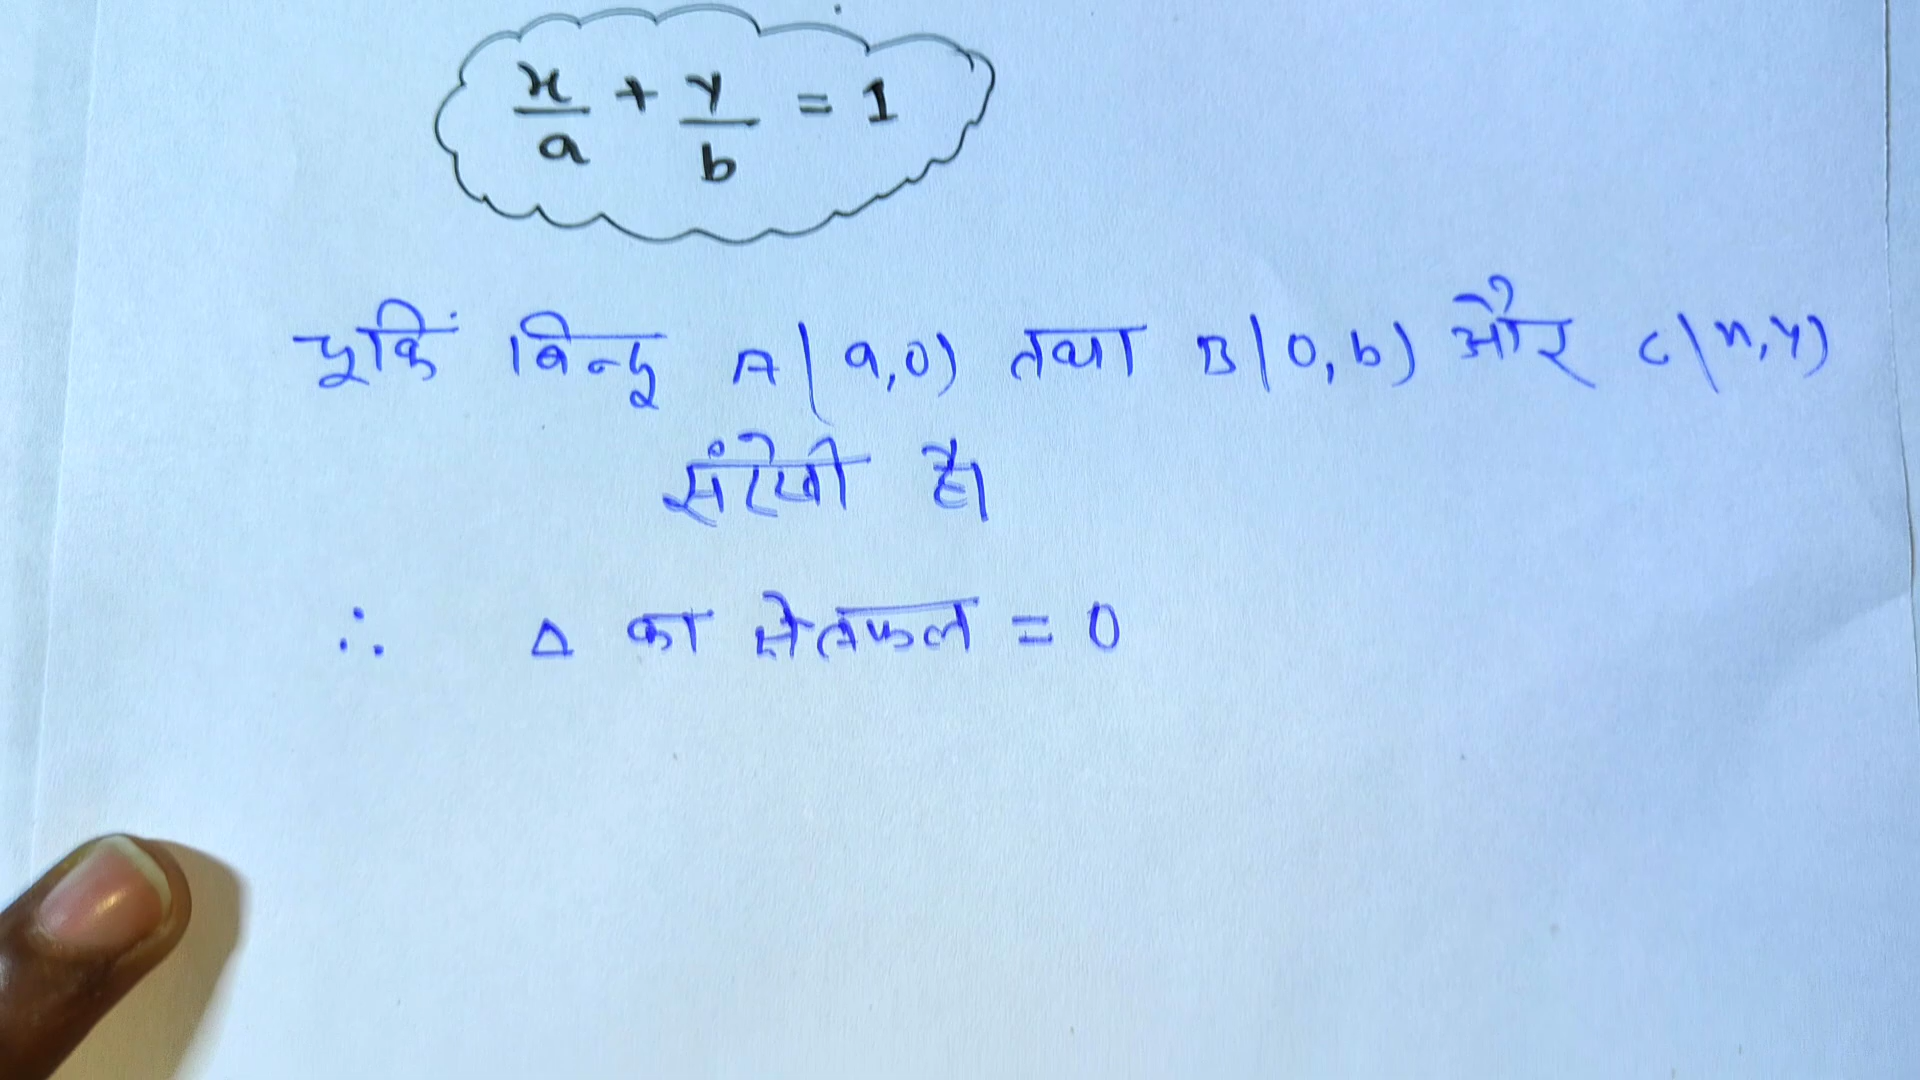 x/a + y/b = 1
चूकिं बिन्दु A(a,0) तथा B(0,b) और C(x,y)
संरेखी है।
∴ Δ का क्षेत्रफल = 0